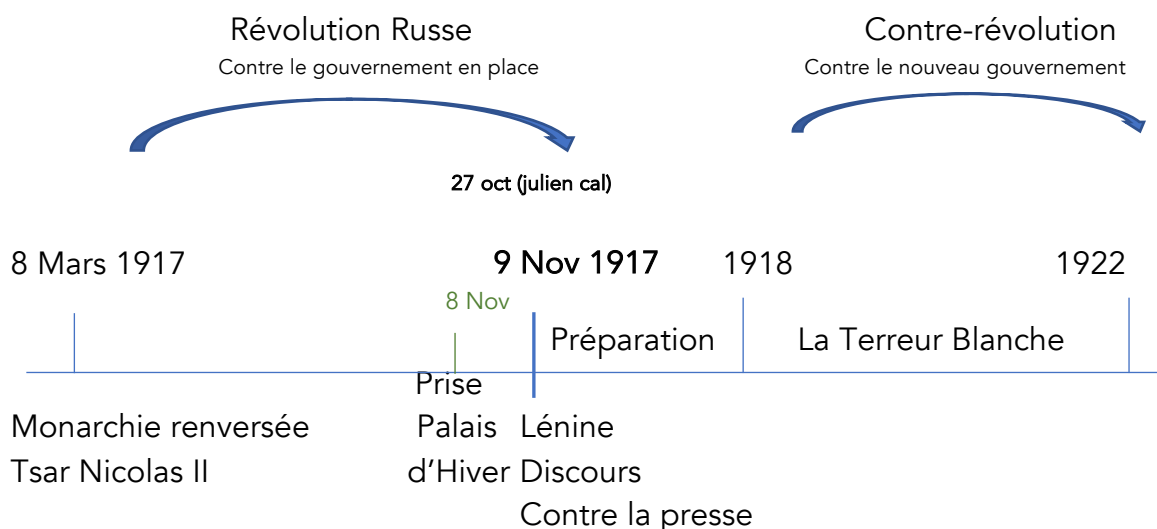 Révolution Russe
Contre le gouvernement en place
Contre-révolution
Contre le nouveau gouvernement
27 oct (julien cal)
8 Mars 1917
9 Nov 1917
1918
1922
8 Nov
Préparation
La Terreur Blanche
Monarchie renversée
Tsar Nicolas II
Prise
Palais
d’Hiver
Lénine
Discours
Contre la presse